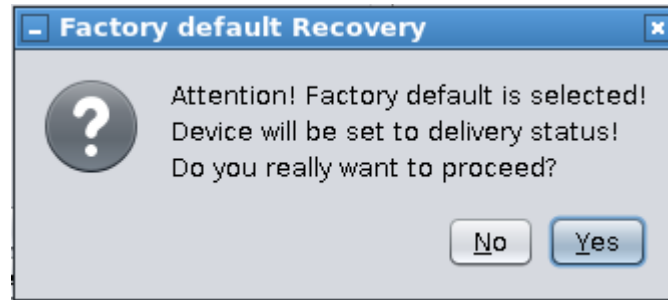 Factory default Recovery
Attention! Factory default is selected!
Device will be set to delivery status!
Do you really want to proceed?
No Yes